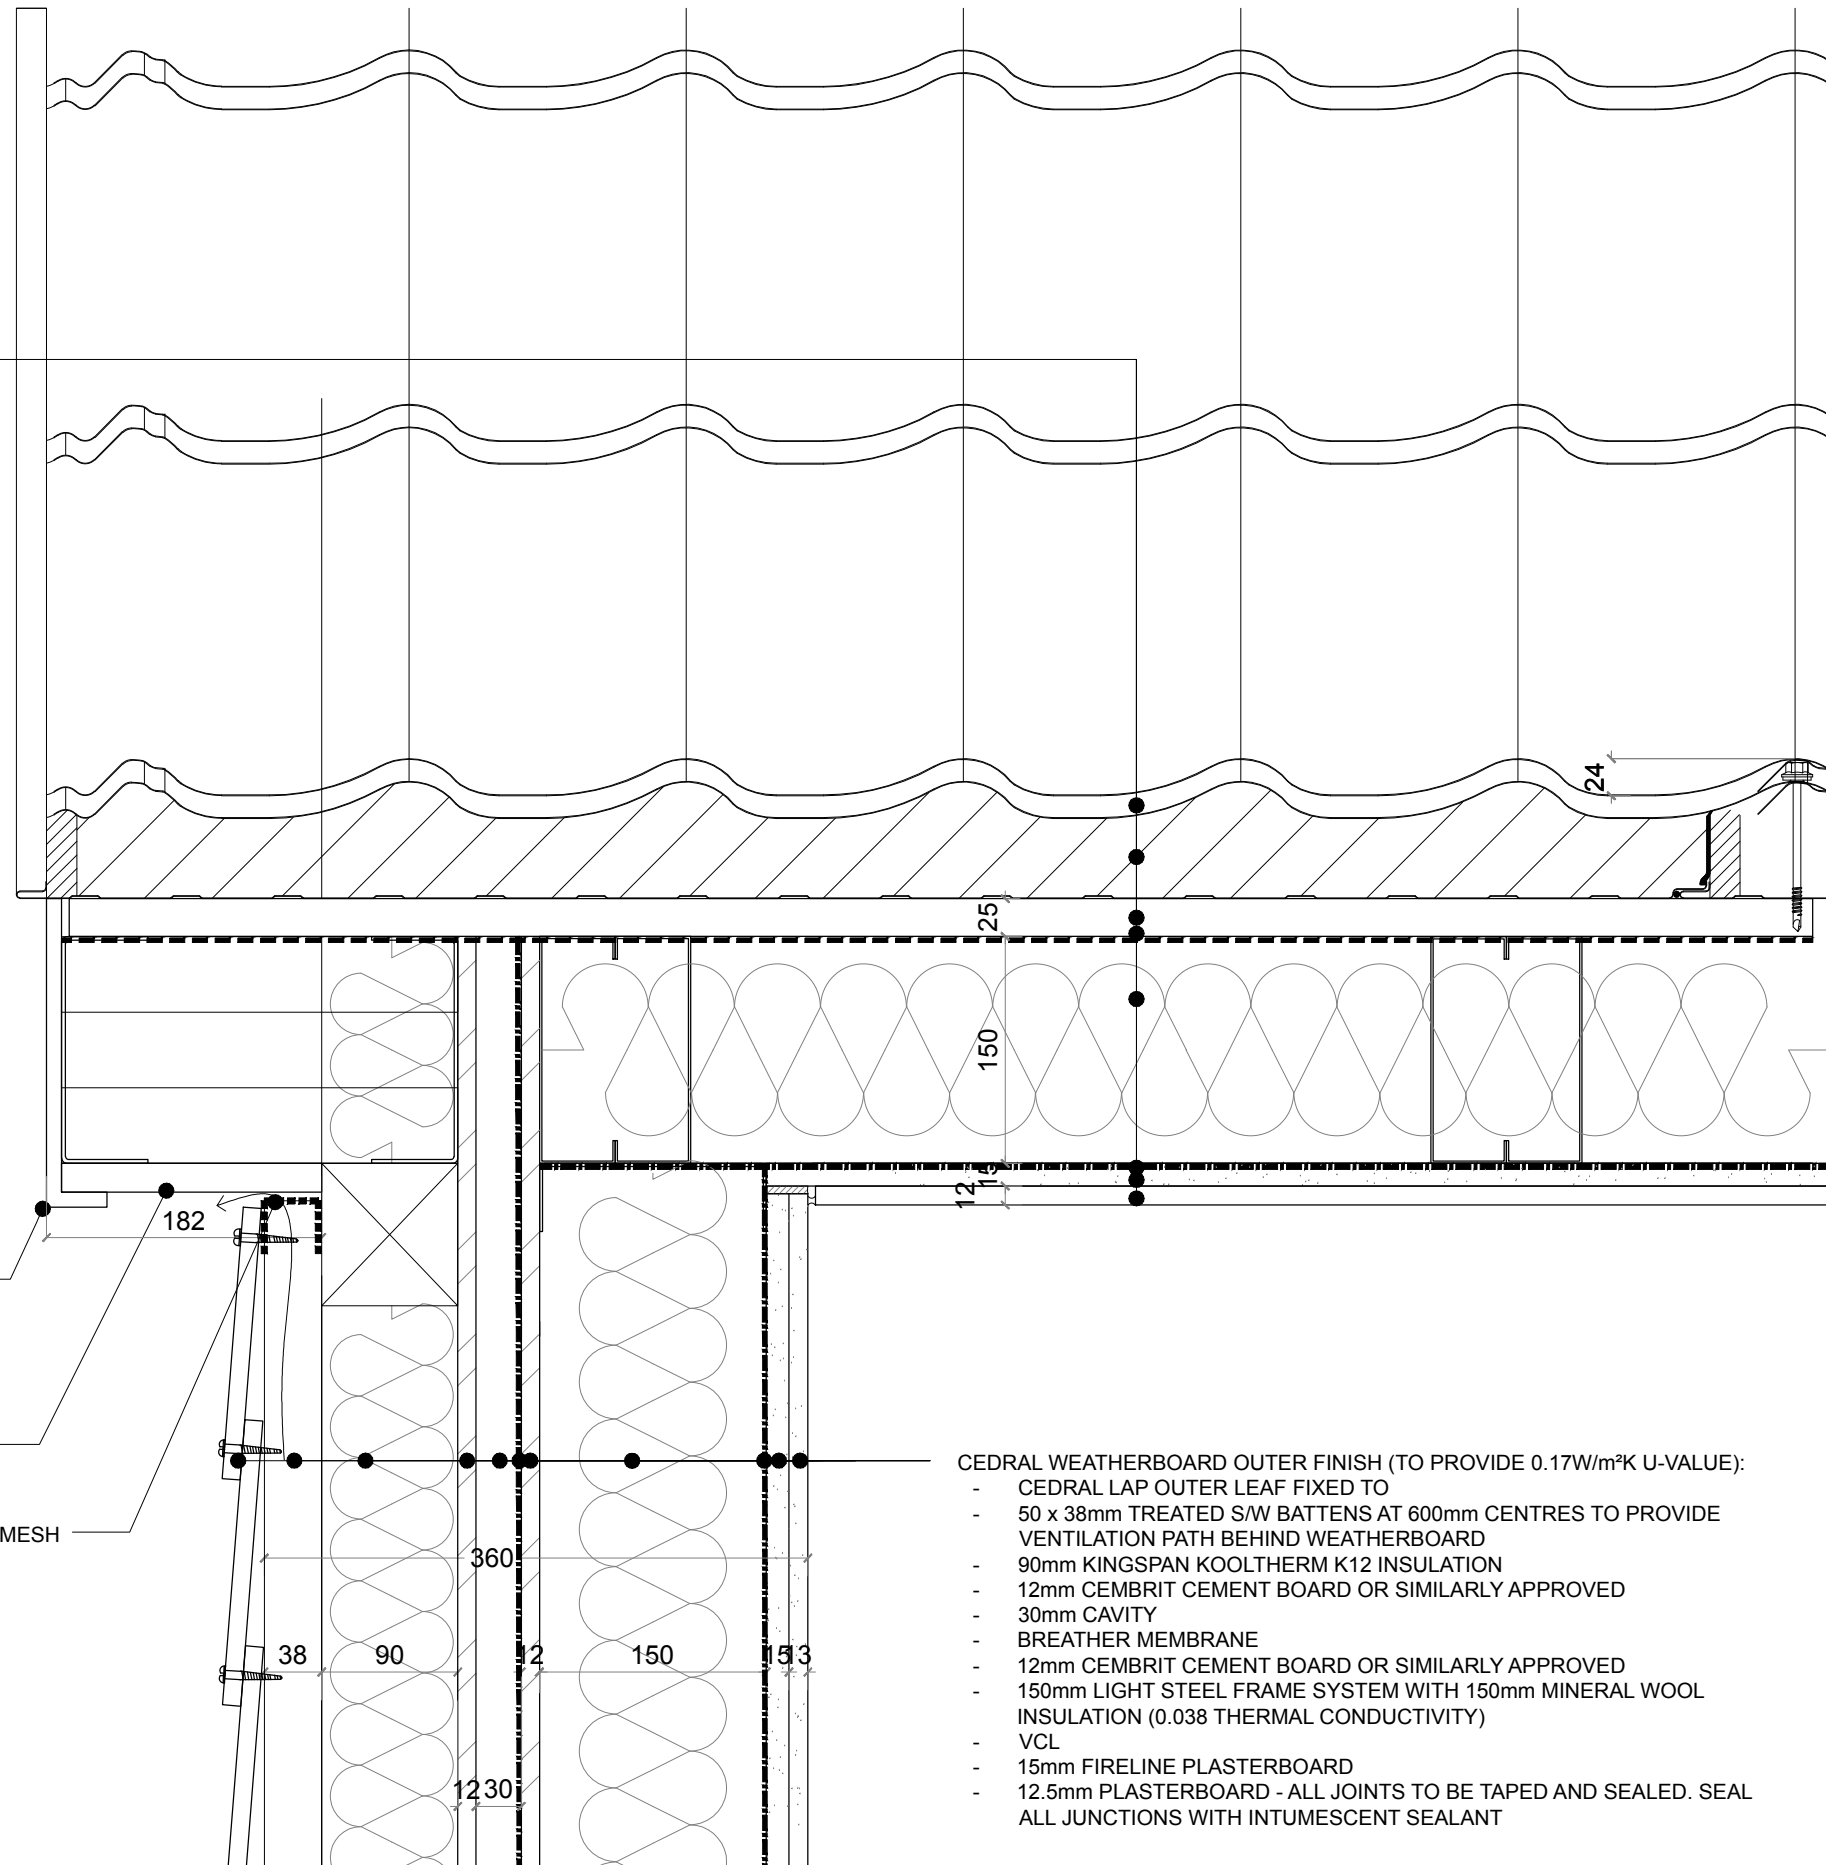 24
25
150
15
12
182
CEDRAL WEATHERBOARD OUTER FINISH (TO PROVIDE 0.17W/m²K U-VALUE):
- CEDRAL LAP OUTER LEAF FIXED TO
- 50 x 38mm TREATED S/W BATTENS AT 600mm CENTRES TO PROVIDE
VENTILATION PATH BEHIND WEATHERBOARD
MESH
- 90mm KINGSPAN KOOLTHERM K12 INSULATION
360
- 12mm CEMBRIT CEMENT BOARD OR SIMILARLY APPROVED
- 30mm CAVITY
- BREATHER MEMBRANE
38 90 12 150 15 13
- 12mm CEMBRIT CEMENT BOARD OR SIMILARLY APPROVED
- 150mm LIGHT STEEL FRAME SYSTEM WITH 150mm MINERAL WOOL
INSULATION (0.038 THERMAL CONDUCTIVITY)
- VCL
- 15mm FIRELINE PLASTERBOARD
12 30
- 12.5mm PLASTERBOARD - ALL JOINTS TO BE TAPED AND SEALED. SEAL
ALL JUNCTIONS WITH INTUMESCENT SEALANT